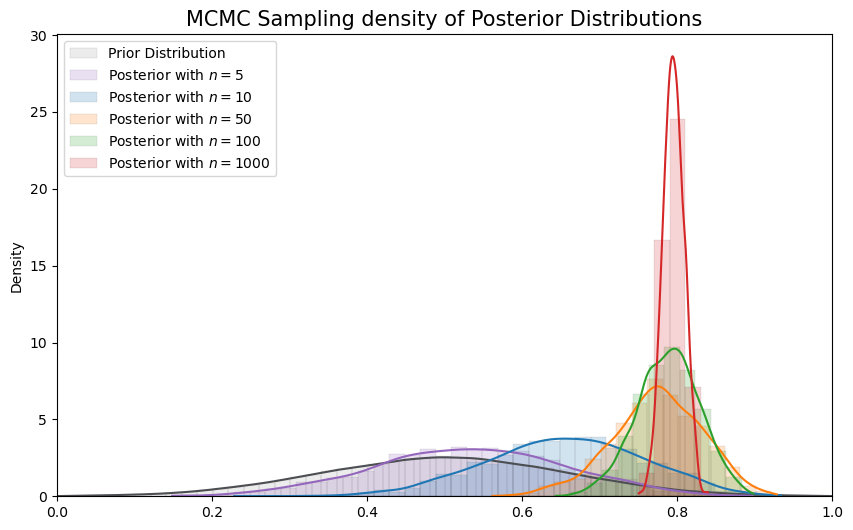 MCMC Sampling density of Posterior Distributions
30
25
20
15
10
5
0
Density
Prior Distribution
Posterior with n = 5
Posterior with n = 10
Posterior with n = 50
Posterior with n = 100
Posterior with n = 1000
0.0 0.2 0.4 0.6 0.8 1.0